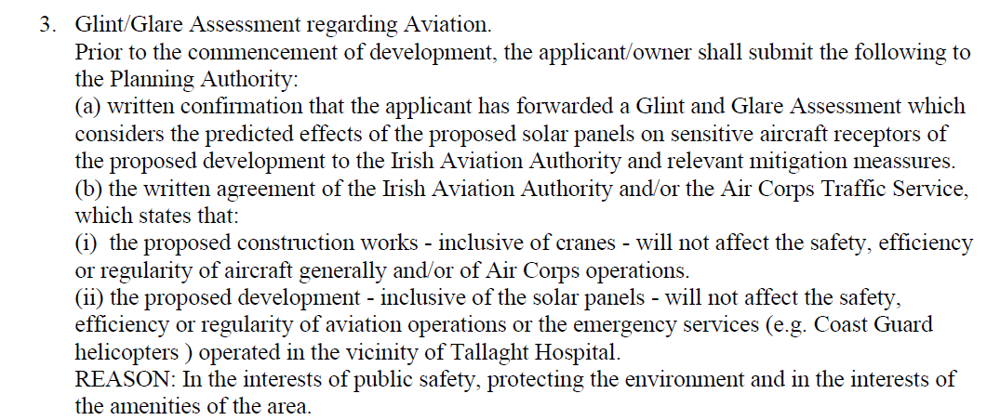 3. Glint/Glare Assessment regarding Aviation.
Prior to the commencement of development, the applicant/owner shall submit the following to
the Planning Authority:
(a) written confirmation that the applicant has forwarded a Glint and Glare Assessment which
considers the predicted effects of the proposed solar panels on sensitive aircraft receptors of
the proposed development to the Irish Aviation Authority and relevant mitigation meassures.
(b) the written agreement of the Irish Aviation Authority and/or the Air Corps Traffic Service,
which states that:
(i) the proposed construction works - inclusive of cranes - will not affect the safety, efficiency
or regularity of aircraft generally and/or of Air Corps operations.
(ii) the proposed development - inclusive of the solar panels - will not affect the safety,
efficiency or regularity of aviation operations or the emergency services (e.g. Coast Guard
helicopters ) operated in the vicinity of Tallaght Hospital.
REASON: In the interests of public safety, protecting the environment and in the interests of
the amenities of the area.